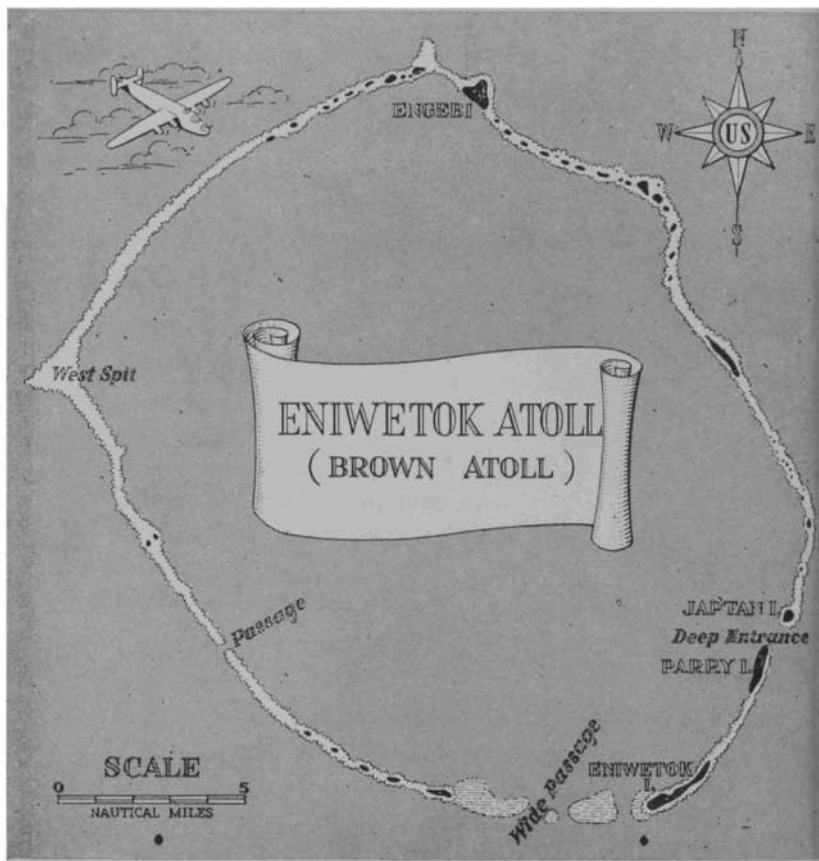 N
ENGEBI
W
US
E
S
West Spit
ENIWETOK ATOLL
(BROWN ATOLL)
JAPTAN I.
Deep Entrance
Passage
PARRY I.
SCALE
0
5
NAUTICAL MILES
Wide Passage
ENIWETOK
I.